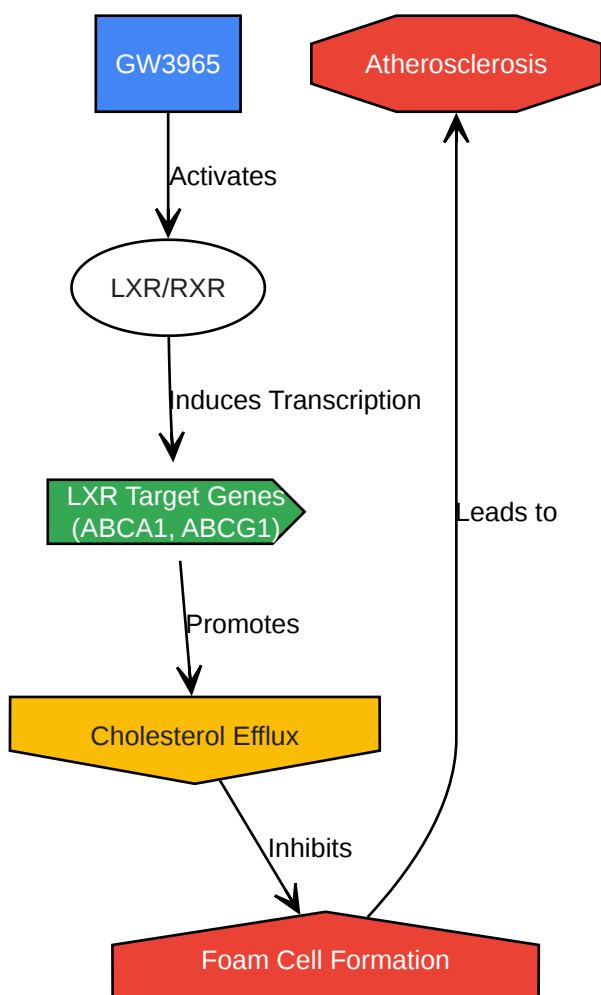 GW3965
Atherosclerosis
Activates
LXR/RXR
Induces Transcription
LXR Target Genes
(ABCA1, ABCG1)
Leads to
Promotes
Cholesterol Efflux
Inhibits
Foam Cell Formation